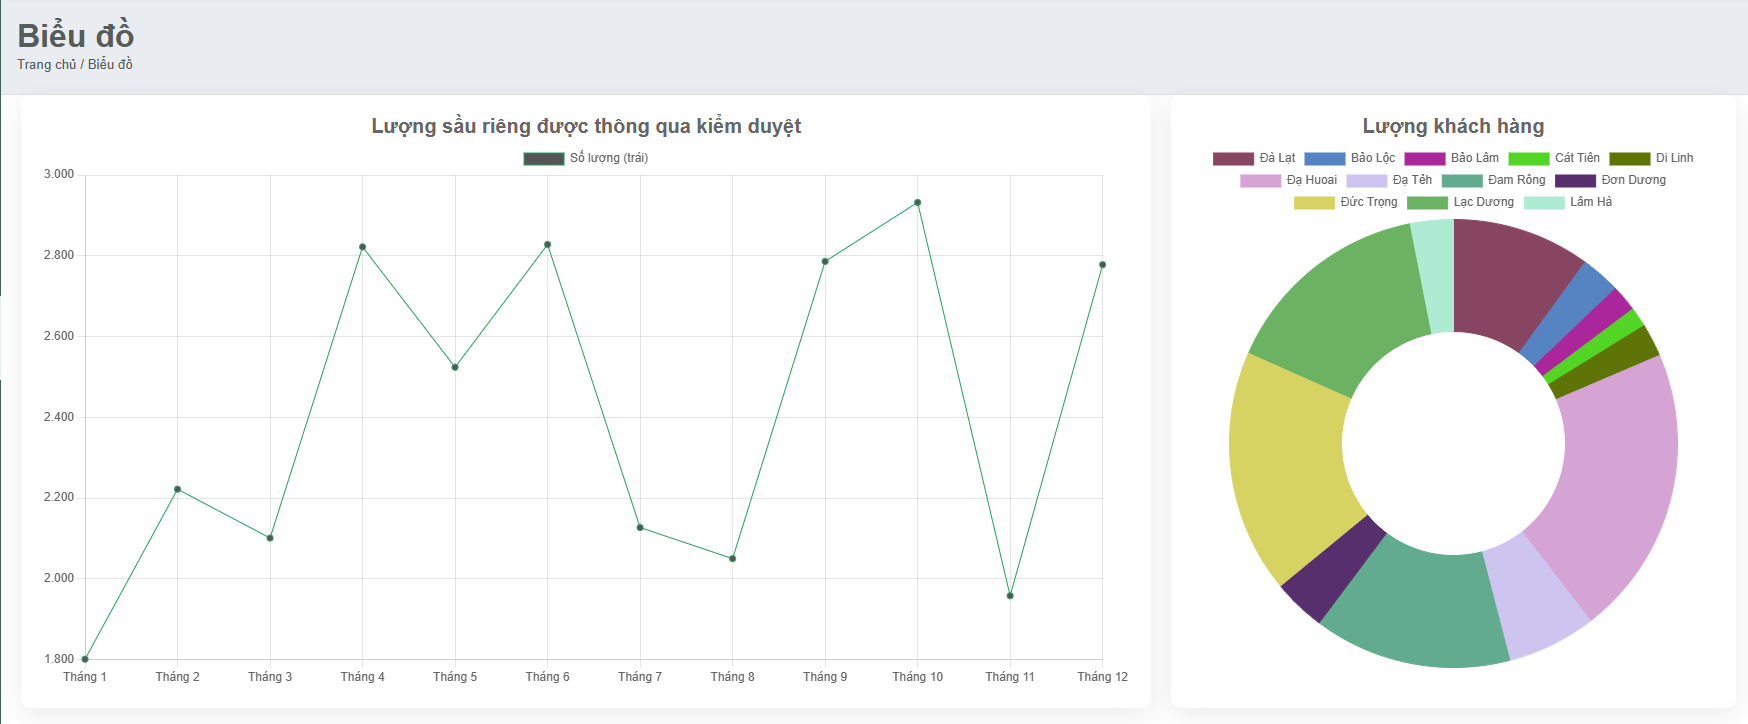 Biểu đồ
Trang chủ / Biểu đồ
Lượng sầu riêng được thông qua kiểm duyệt
Số lượng (trái)
3.000
2.800
2.600
2.400
2.200
2.000
1.800
Tháng 1 Tháng 2 Tháng 3 Tháng 4 Tháng 5 Tháng 6 Tháng 7 Tháng 8 Tháng 9 Tháng 10 Tháng 11 Tháng 12
Lượng khách hàng
Đà Lạt Bảo Lộc Bảo Lâm Cát Tiên Di Linh
Đạ Huoai Đạ Tẻh Đam Rông Đơn Dương
Đức Trọng Lạc Dương Lâm Hà